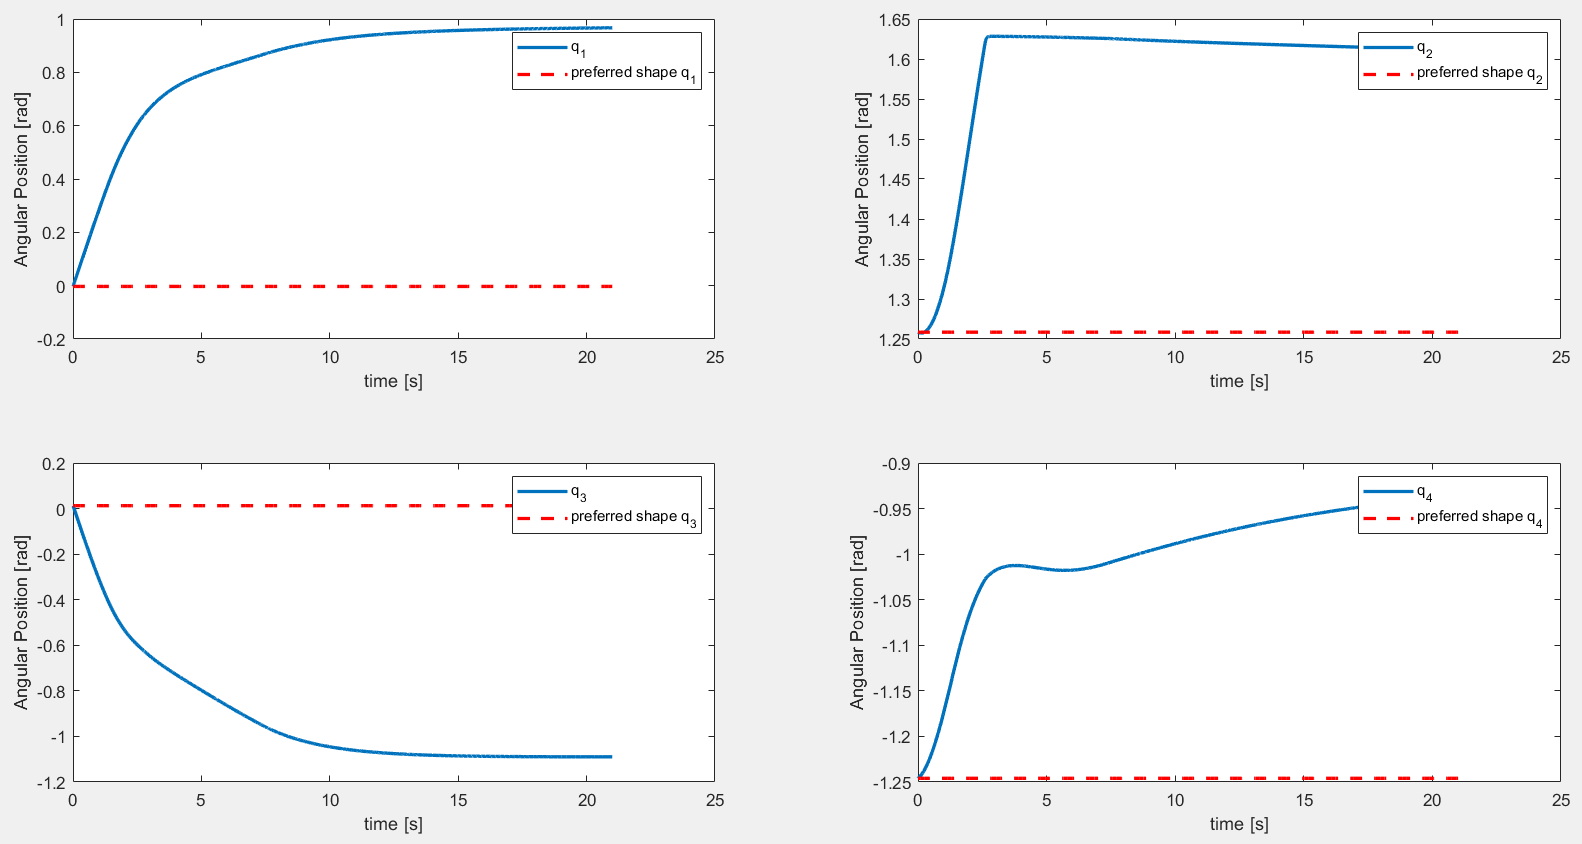 1
0.8
0.6
0.4
0.2
0
-0.2
Angular Position [rad]
0 5 10 15 20 25
time [s]
q1
preferred shape q1
1.65
1.6
1.55
1.5
1.45
1.4
1.35
1.3
1.25
Angular Position [rad]
0 5 10 15 20 25
time [s]
q2
preferred shape q2
0.2
0
-0.2
-0.4
-0.6
-0.8
-1
-1.2
Angular Position [rad]
0 5 10 15 20 25
time [s]
q3
preferred shape q3
-0.9
-0.95
-1
-1.05
-1.1
-1.15
-1.2
-1.25
Angular Position [rad]
0 5 10 15 20 25
time [s]
q4
preferred shape q4